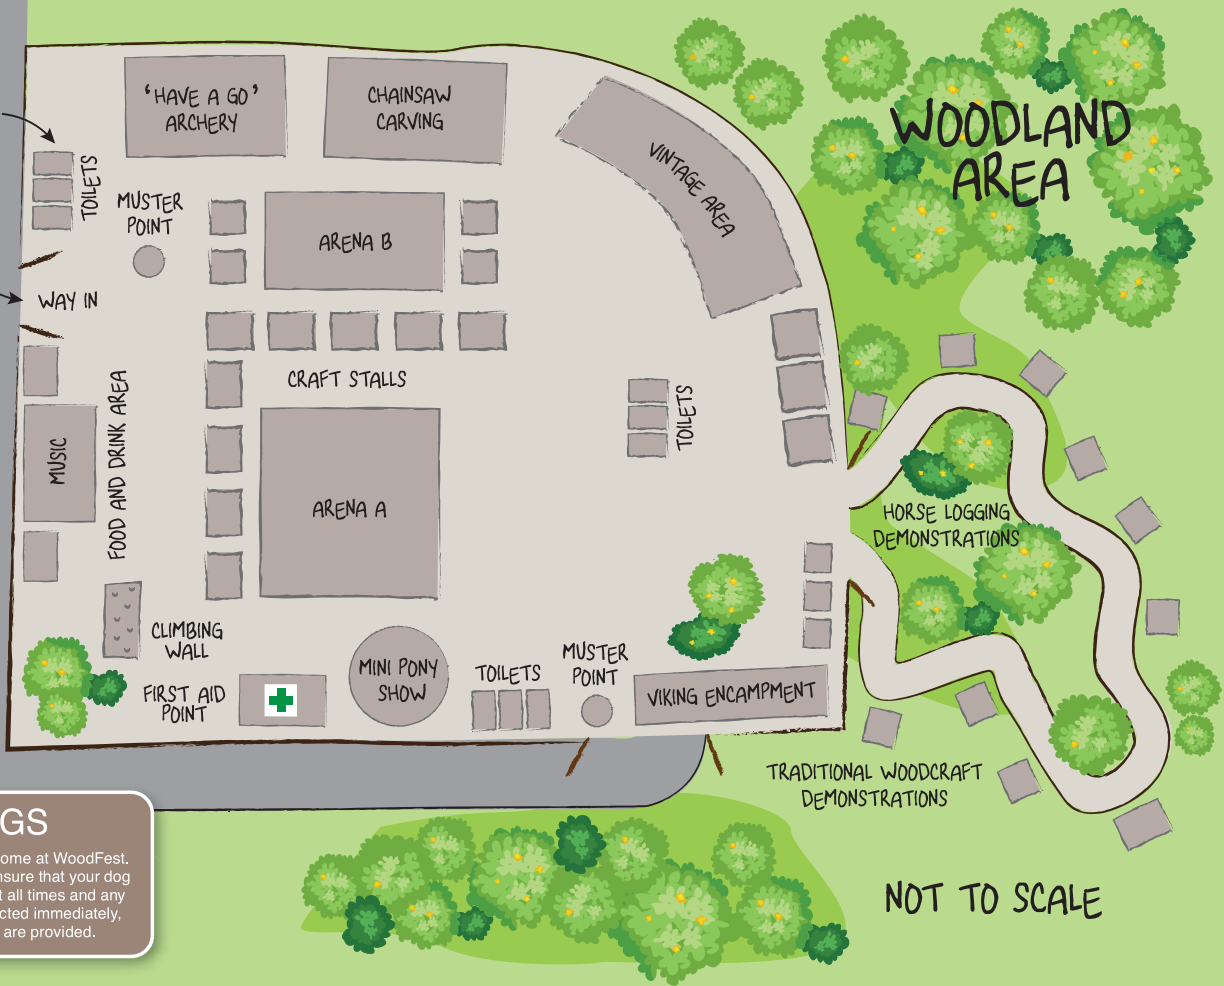 WOODLAND
AREA
'HAVE A GO'
ARCHERY
CHAINSAW
CARVING
VINTAGE AREA
TOILETS
MUSTER
POINT
ARENA B
WAY IN
CRAFT STALLS
TOILETS
FOOD AND DRINK AREA
MUSIC
ARENA A
HORSE LOGGING
DEMONSTRATIONS
CLIMBING
WALL
FIRST AID
POINT
MINI PONY
SHOW
TOILETS
MUSTER
POINT
VIKING ENCAMPMENT
TRADITIONAL WOODCRAFT
DEMONSTRATIONS
NOT TO SCALE
GS
ome at WoodFest.
nsure that your dog
t all times and any
cted immediately,
are provided.